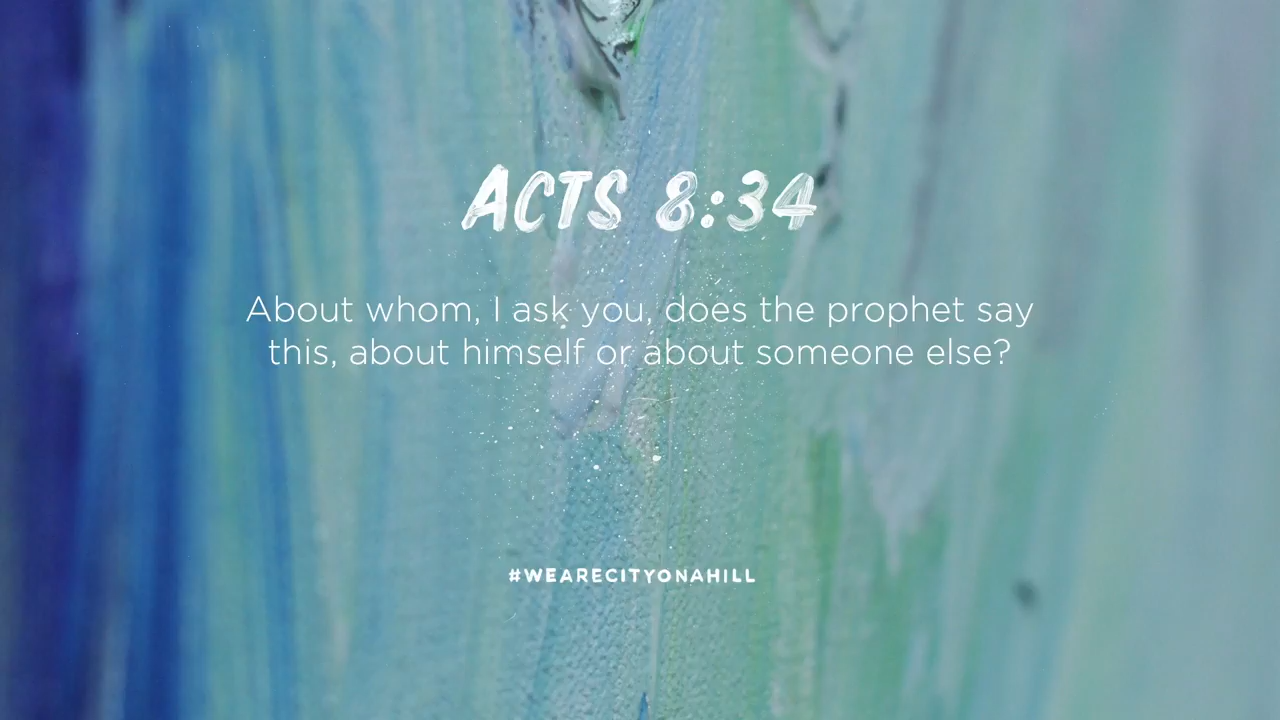 ACTS 8:34
About whom, I ask you, does the prophet say
this, about himself or about someone else?
#WEARECITYONAHILL